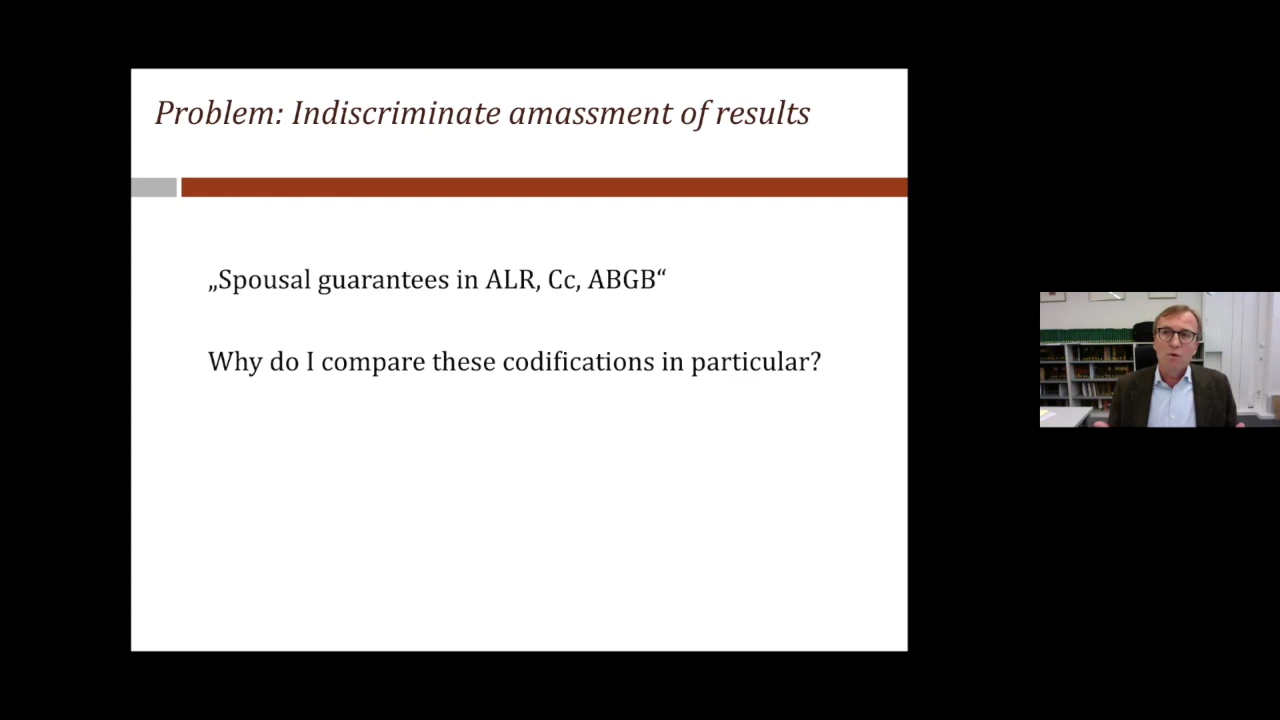 Problem: Indiscriminate amassment of results
„Spousal guarantees in ALR, Cc, ABGB“
Why do I compare these codifications in particular?